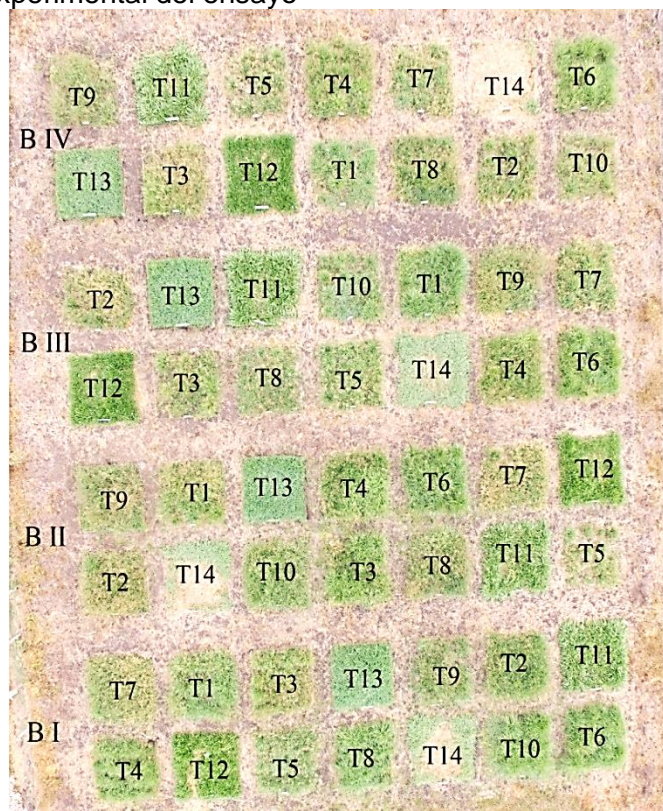 xperimental del ensayo
T9 T11 T5 T4 T7 T14 T6
B IV
T13 T3 T12 T1 T8 T2 T10
T2 T13 T11 T10 T1 T9 T7
B III
T12 T3 T8 T5 T14 T4 T6
T9 T1 T13 T4 T6 T7 T12
B II
T2 T14 T10 T3 T8 T11 T5
T7 T1 T3 T13 T9 T2 T11
B I
T4 T12 T5 T8 T14 T10 T6